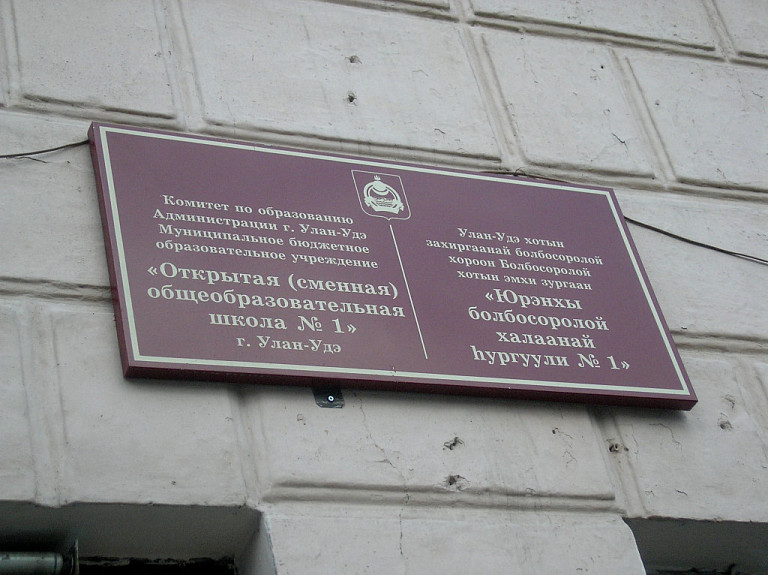 Комитет по образованию
Администрации г. Улан-Удэ
Муниципальное бюджетное
образовательное учреждение
«Открытая (сменная)
общеобразовательная
школа № 1»
г. Улан-Удэ
Улан-Удэ хотын
захиргаанай болбосоролой
хороон Болбосоролой
хотын эмхи зургаан
«Юрэнхы
болбосоролой
халаанай
һургуули № 1»